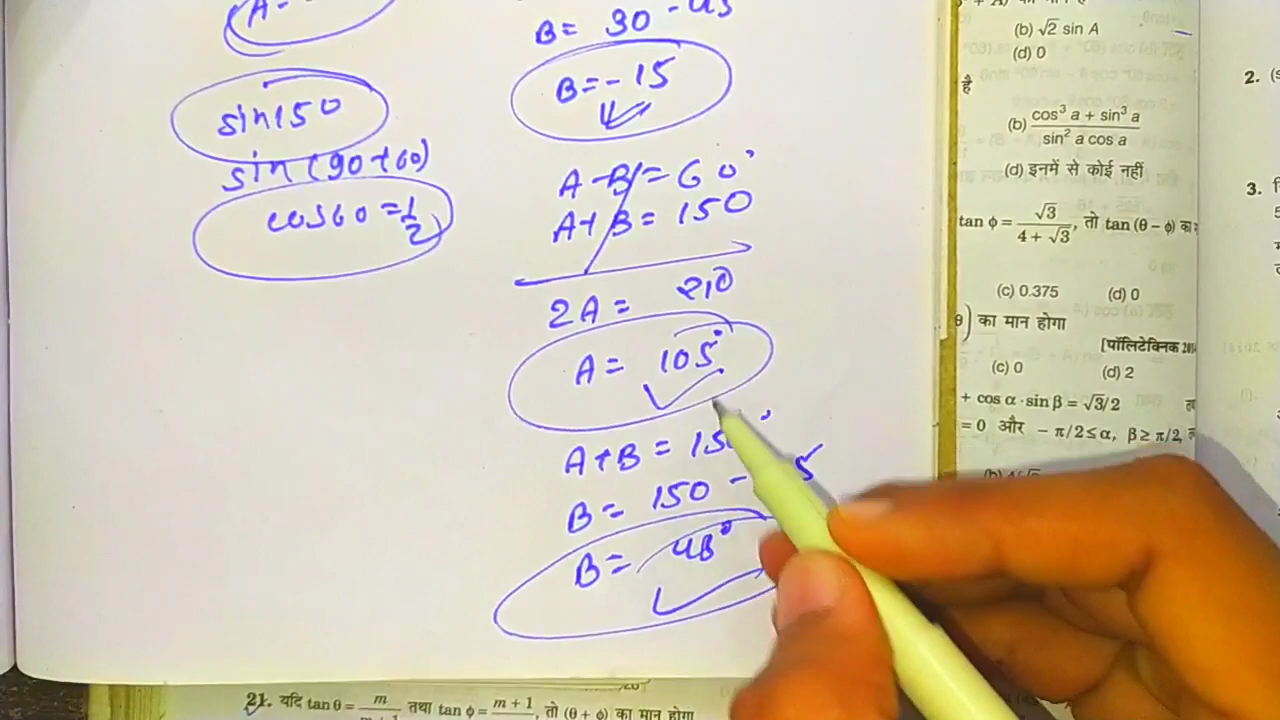 A-
sin150
sin(90+60)
cos60 = 1/2
B = 30 - 45
B = - 15
A - B = 60°
A + B = 150
2A = 210
A = 105°
A + B = 150°
B = 150 -
B = 45°
(b) √2 sin A
(d) 0
है
(b) cos³ a + sin³ a / sin² a cos a
(d) इनमें से कोई नहीं
tan ϕ = √3 / 4 + √3, तो tan (θ − ϕ) का
(c) 0.375 (d) 0
θ) का मान होगा
[पॉलिटेक्निक
(c) 0 (d) 2
+ cos α · sin β = √3/2
= 0 और − π/2 ≤ α, β ≥ π/2,
2.
3.
21. यदि tan θ = m / m+1 तथा tan ϕ = m + 1, तो (θ + ϕ) का मान होगा